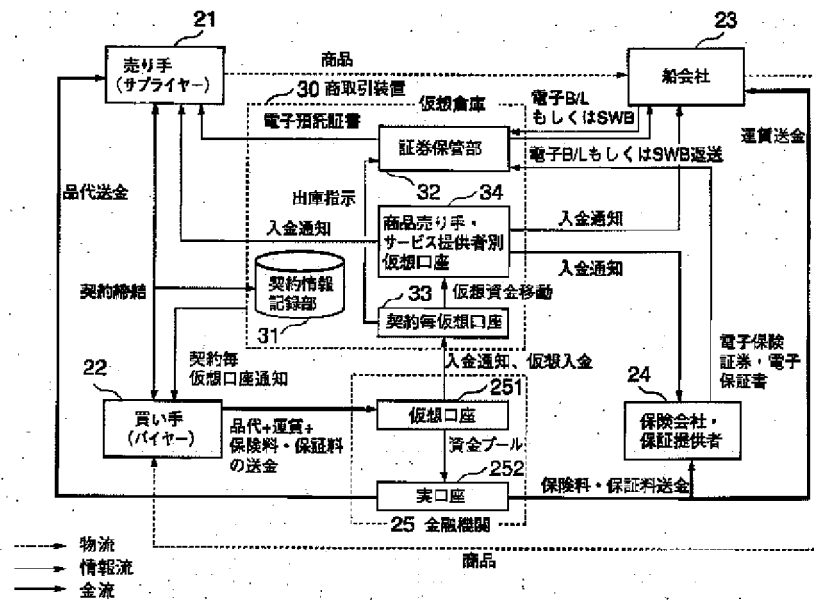 21
売り手
(サプライヤー)
商品
23
船会社
30 商取引装置
仮想倉庫
電子B/L
もしくはSWB
電子預託証書
証券保管部
電子B/LもしくはSWB返送
運賃送金
32
34
品代送金
出庫指示
入金通知
商品売り手・
サービス提供者別
仮想口座
入金通知
入金通知
契約情報
記録部
31
33
仮想資金移動
契約毎仮想口座
契約締結
契約毎
仮想口座通知
入金通知、仮想入金
電子保険
証券・電子
保証書
22
買い手
(バイヤー)
品代+運賃+
保険料・保証料
の送金
251
仮想口座
資金プール
252
実口座
25 金融機関
24
保険会社・
保証提供者
保険料・保証料送金
商品
物流
情報流
金流